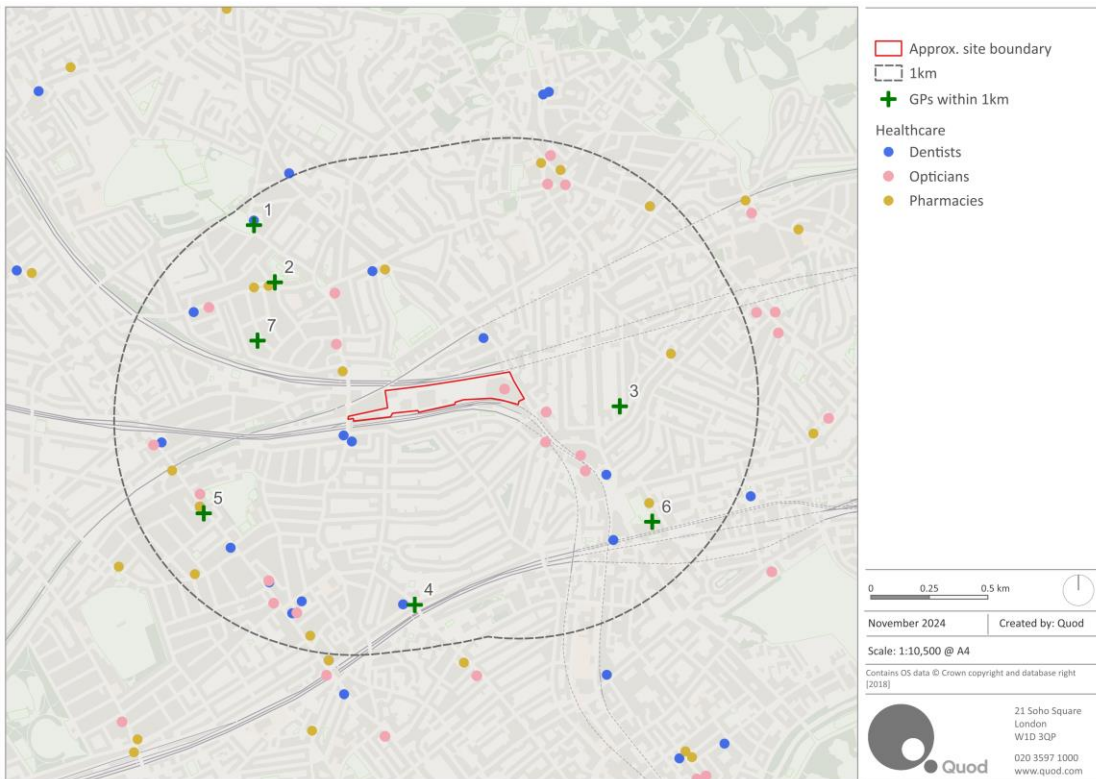 1
2
7
3
5
6
4
Approx. site boundary
1km
GPs within 1km
Healthcare
Dentists
Opticians
Pharmacies
0 0.25 0.5 km
November 2024 Created by: Quod
Scale: 1:10,500 @ A4
Contains OS data © Crown copyright and database right
[2018]
21 Soho Square
London
W1D 3QP
Quod 020 3597 1000
www.quod.com